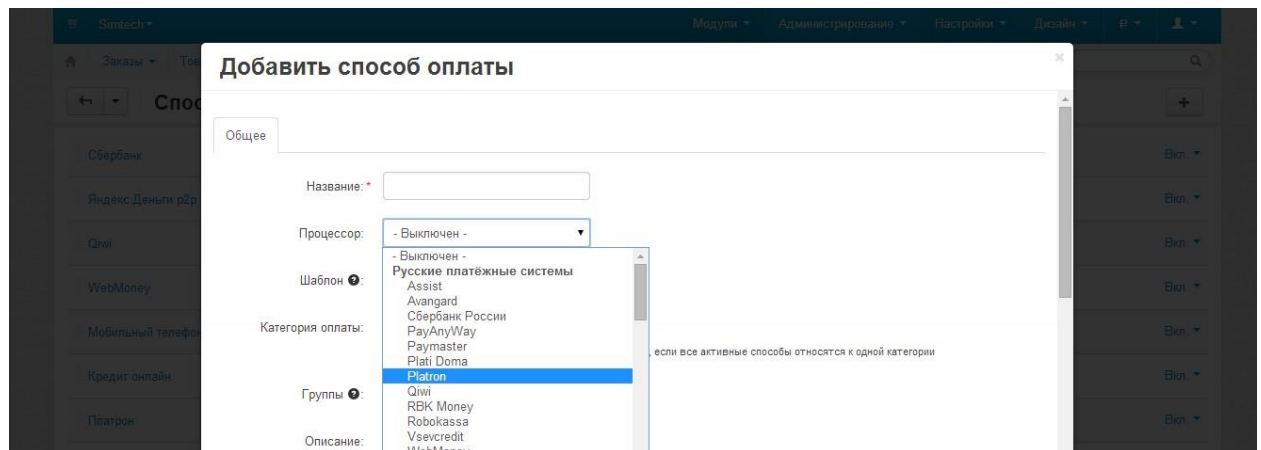 Simtech
Модули Администрирование Настройки Дизайн ₽
Заказы Тов
Добавить способ оплаты
×
Спос
Общее
Сбербанк Вкл.
Название: *
Яндекс.Деньги p2p Вкл.
Процессор: - Выключен -
Qiwi Вкл.
- Выключен -
Русские платёжные системы
Шаблон ?:
Assist
WebMoney Вкл.
Avangard
Сбербанк России
Категория оплаты:
PayAnyWay
Мобильный телефон Вкл.
Paymaster
, если все активные способы относятся к одной категории
Plati Doma
Кредит онлайн Вкл.
Platron
Группы ?:
Qiwi
RBK Money
Платрон Вкл.
Robokassa
Описание:
Vsevcredit
WebMoney